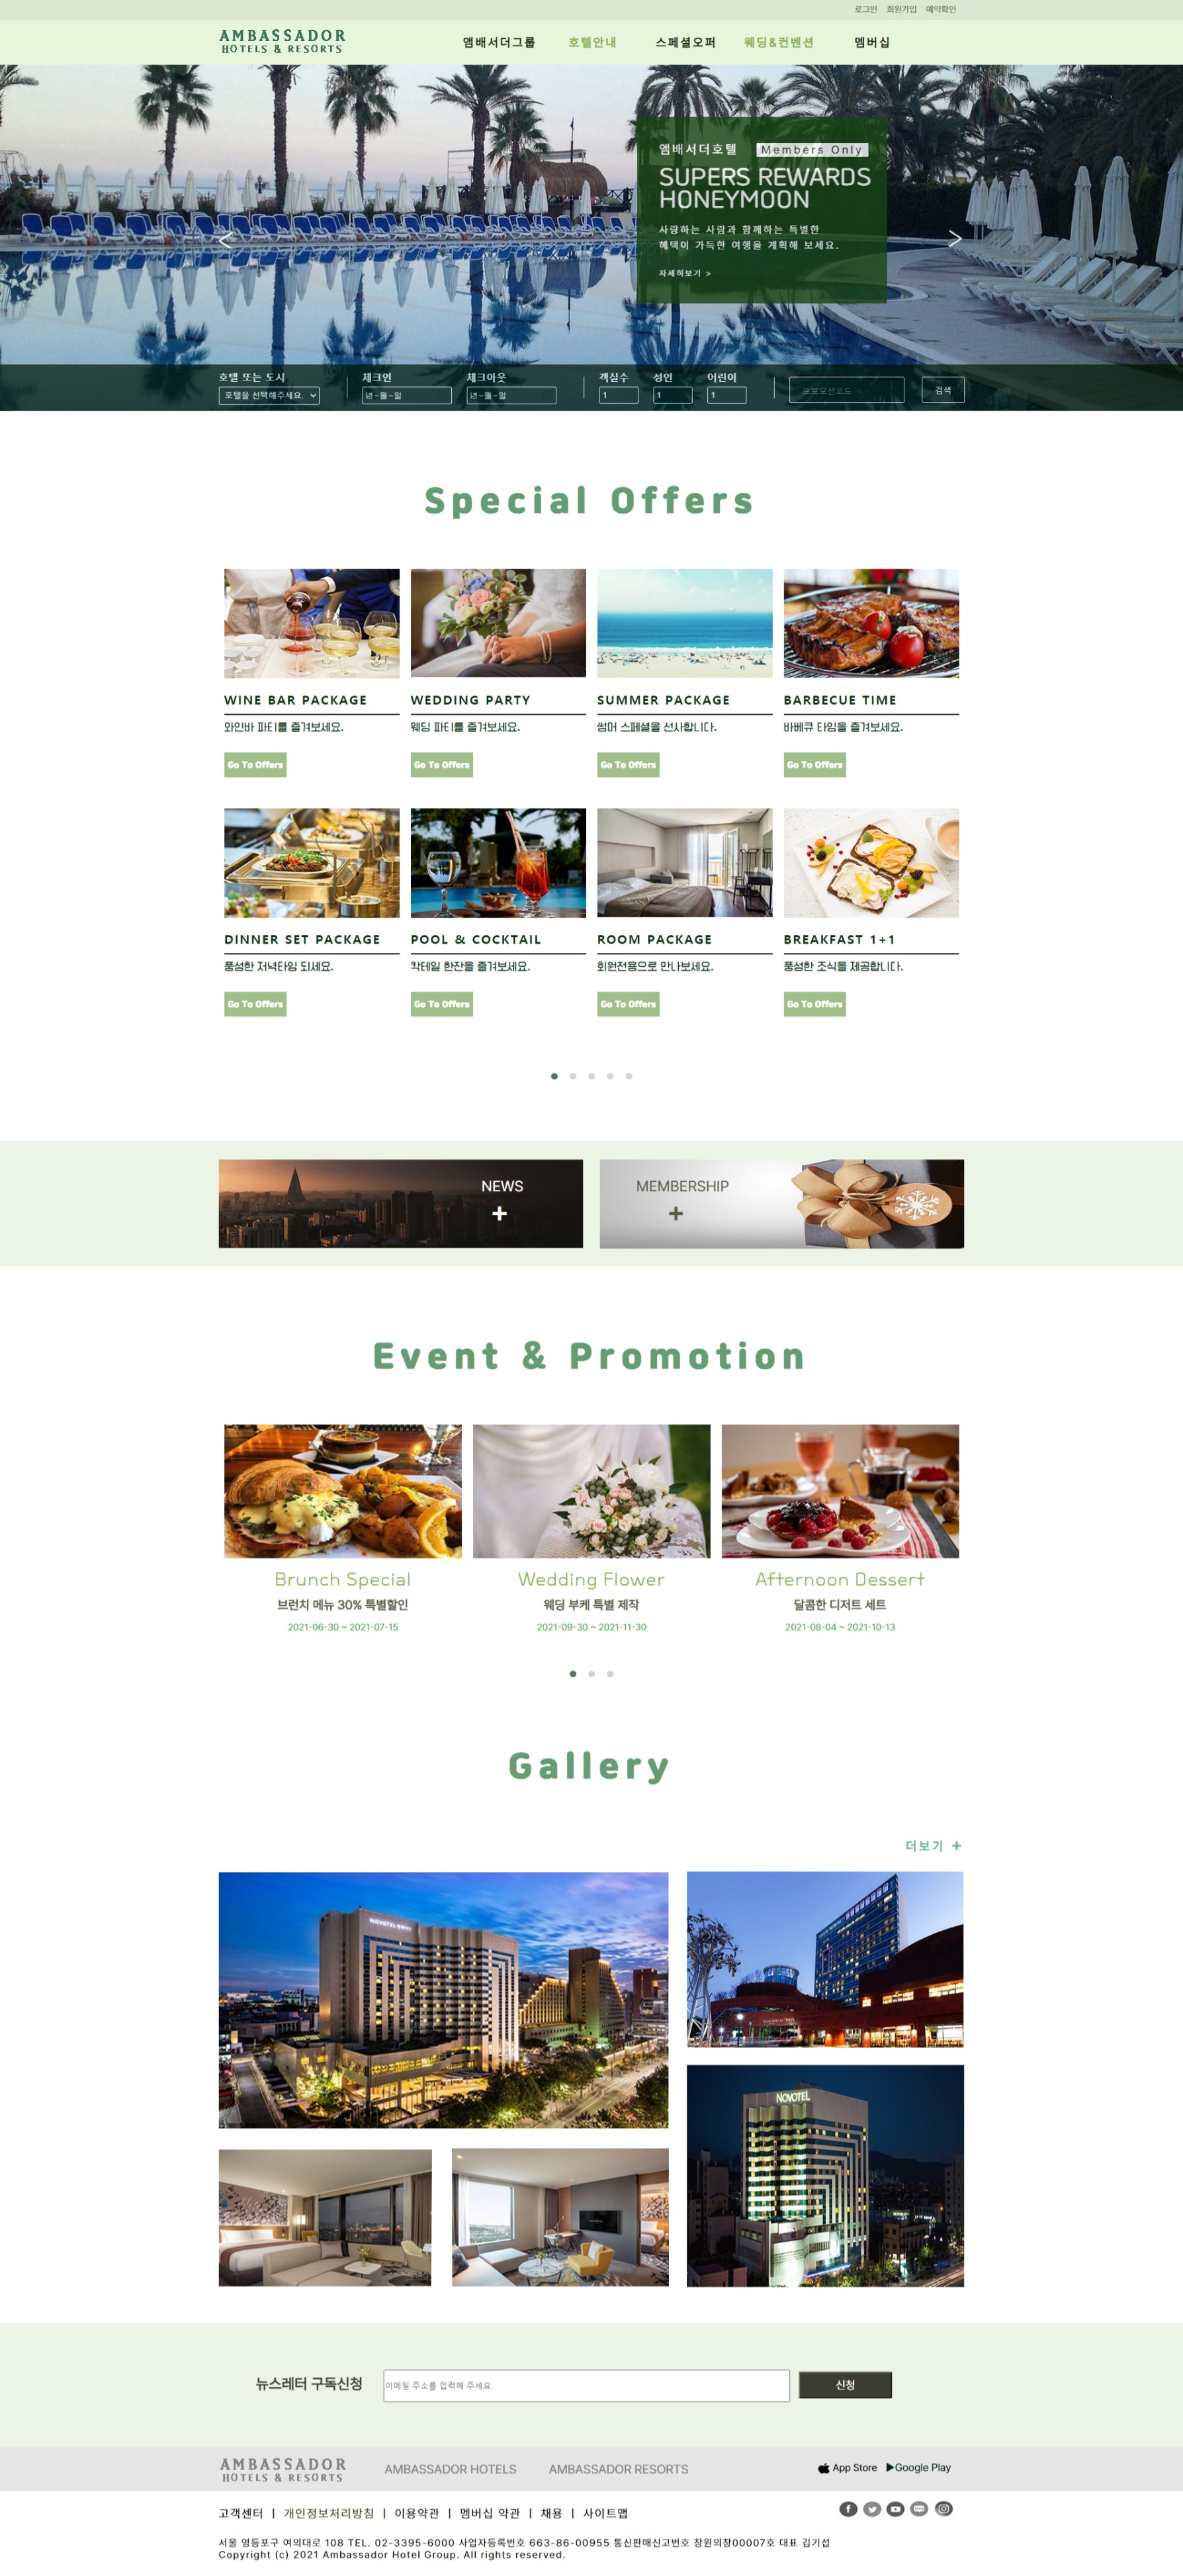 로그인 회원가입 예약확인
AMBASSADOR
HOTELS & RESORTS
앰배서더그룹 호텔안내 스페셜오퍼 웨딩&컨벤션 멤버십
앰배서더호텔 Members Only
SUPERS REWARDS
HONEYMOON
사랑하는 사람과 함께하는 특별한
혜택이 가득한 여행을 계획해 보세요.
자세히보기 >
호텔 또는 도시 체크인 체크아웃 객실수 성인 어린이
호텔을 선택해주세요. 년-월-일 년-월-일 1 1 1 프로모션코드 검색
Special Offers
WINE BAR PACKAGE WEDDING PARTY SUMMER PACKAGE BARBECUE TIME
와인바 파티를 즐겨보세요. 웨딩 파티를 즐겨보세요. 썸머 스페셜을 선사합니다. 바베큐 타임을 즐겨보세요.
Go To Offers Go To Offers Go To Offers Go To Offers
DINNER SET PACKAGE POOL & COCKTAIL ROOM PACKAGE BREAKFAST 1+1
풍성한 저녁타임 되세요. 칵테일 한잔을 즐겨보세요. 회원전용으로 만나보세요. 풍성한 조식을 제공합니다.
Go To Offers Go To Offers Go To Offers Go To Offers
NEWS MEMBERSHIP
+ +
Event & Promotion
Brunch Special Wedding Flower Afternoon Dessert
브런치 메뉴 30% 특별할인 웨딩 부케 특별 제작 달콤한 디저트 세트
2021-06-30 ~ 2021-07-15 2021-09-30 ~ 2021-11-30 2021-08-04 ~ 2021-10-13
Gallery
더보기 +
NOVOTEL
NOVOTEL
뉴스레터 구독신청 이메일 주소를 입력해 주세요. 신청
AMBASSADOR
HOTELS & RESORTS
AMBASSADOR HOTELS AMBASSADOR RESORTS App Store Google Play
고객센터 | 개인정보처리방침 | 이용약관 | 멤버십 약관 | 채용 | 사이트맵
서울 영등포구 여의대로 108 TEL. 02-3395-6000 사업자등록번호 663-86-00955 통신판매신고번호 창원의창00007호 대표 김기섭
Copyright (c) 2021 Ambassador Hotel Group. All rights reserved.